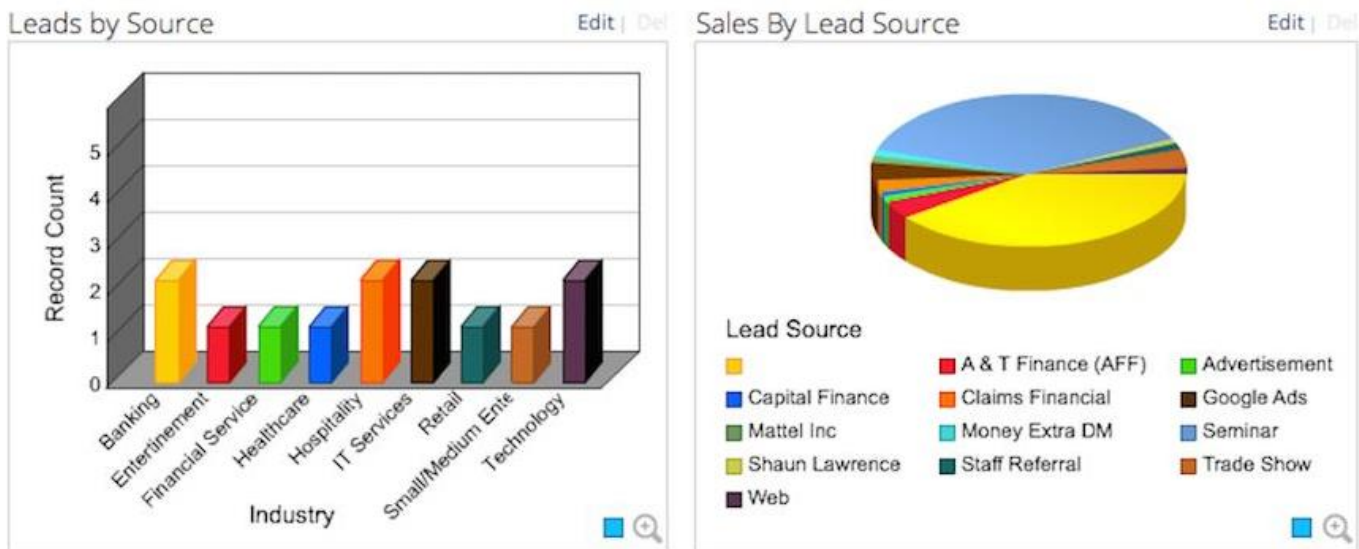 Leads by Source
Edit | Del
5
4
3
2
1
0
Record Count
Banking
Entertinement
Financial Service
Healthcare
Hospitality
IT Services
Retail
Small/Medium Ente
Technology
Industry
Sales By Lead Source
Edit | Del
Lead Source
A & T Finance (AFF)
Advertisement
Capital Finance
Claims Financial
Google Ads
Mattel Inc
Money Extra DM
Seminar
Shaun Lawrence
Staff Referral
Trade Show
Web